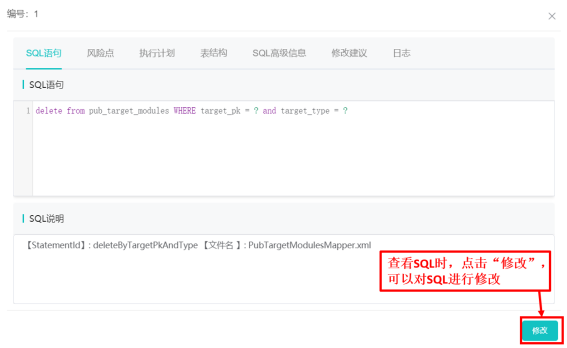 编号：1
SQL语句 风险点 执行计划 表结构 SQL高级信息 修改建议 日志
SQL语句
1 delete from pub_target_modules WHERE target_pk = ? and target_type = ?
SQL说明
【StatementId】: deleteByTargetPkAndType 【文件名】: PubTargetModulesMapper.xml
查看SQL时，点击“修改”，
可以对SQL进行修改
修改